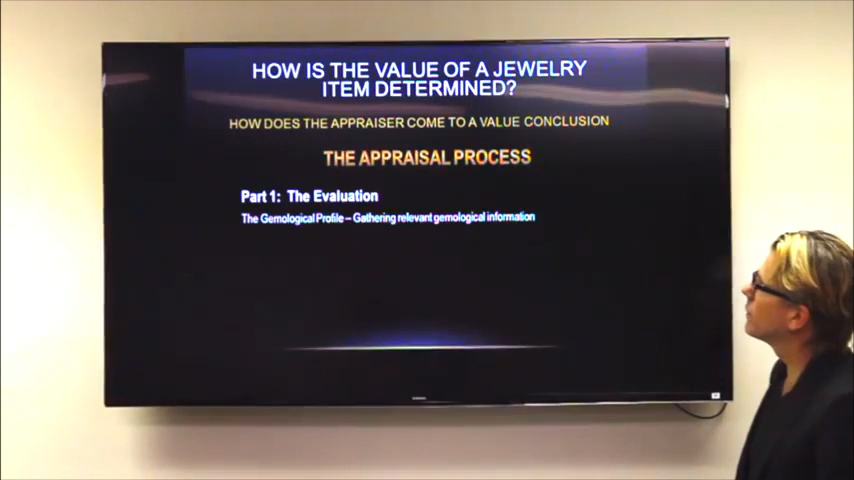 HOW IS THE VALUE OF A JEWELRY
ITEM DETERMINED?
HOW DOES THE APPRAISER COME TO A VALUE CONCLUSION
THE APPRAISAL PROCESS
Part 1: The Evaluation
The Gemological Profile – Gathering relevant gemological information